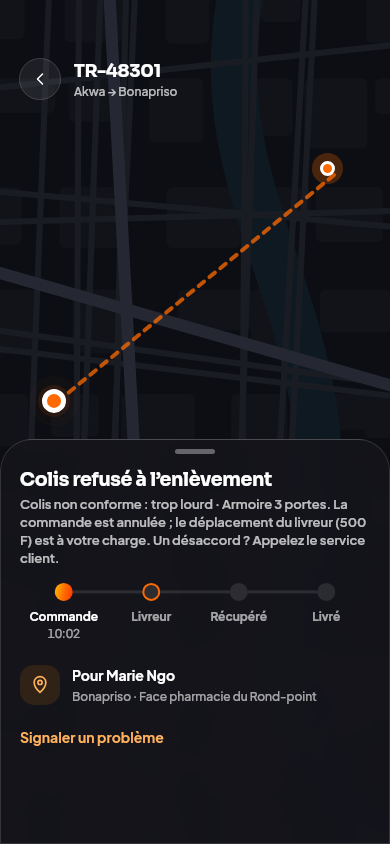 TR-48301
Akwa → Bonapriso
Colis refusé à l'enlèvement
Colis non conforme : trop lourd · Armoire 3 portes. La
commande est annulée ; le déplacement du livreur (500
F) est à votre charge. Un désaccord ? Appelez le service
client.
Commande
Livreur
Récupéré
Livré
10:02
Pour Marie Ngo
Bonapriso · Face pharmacie du Rond-point
Signaler un problème